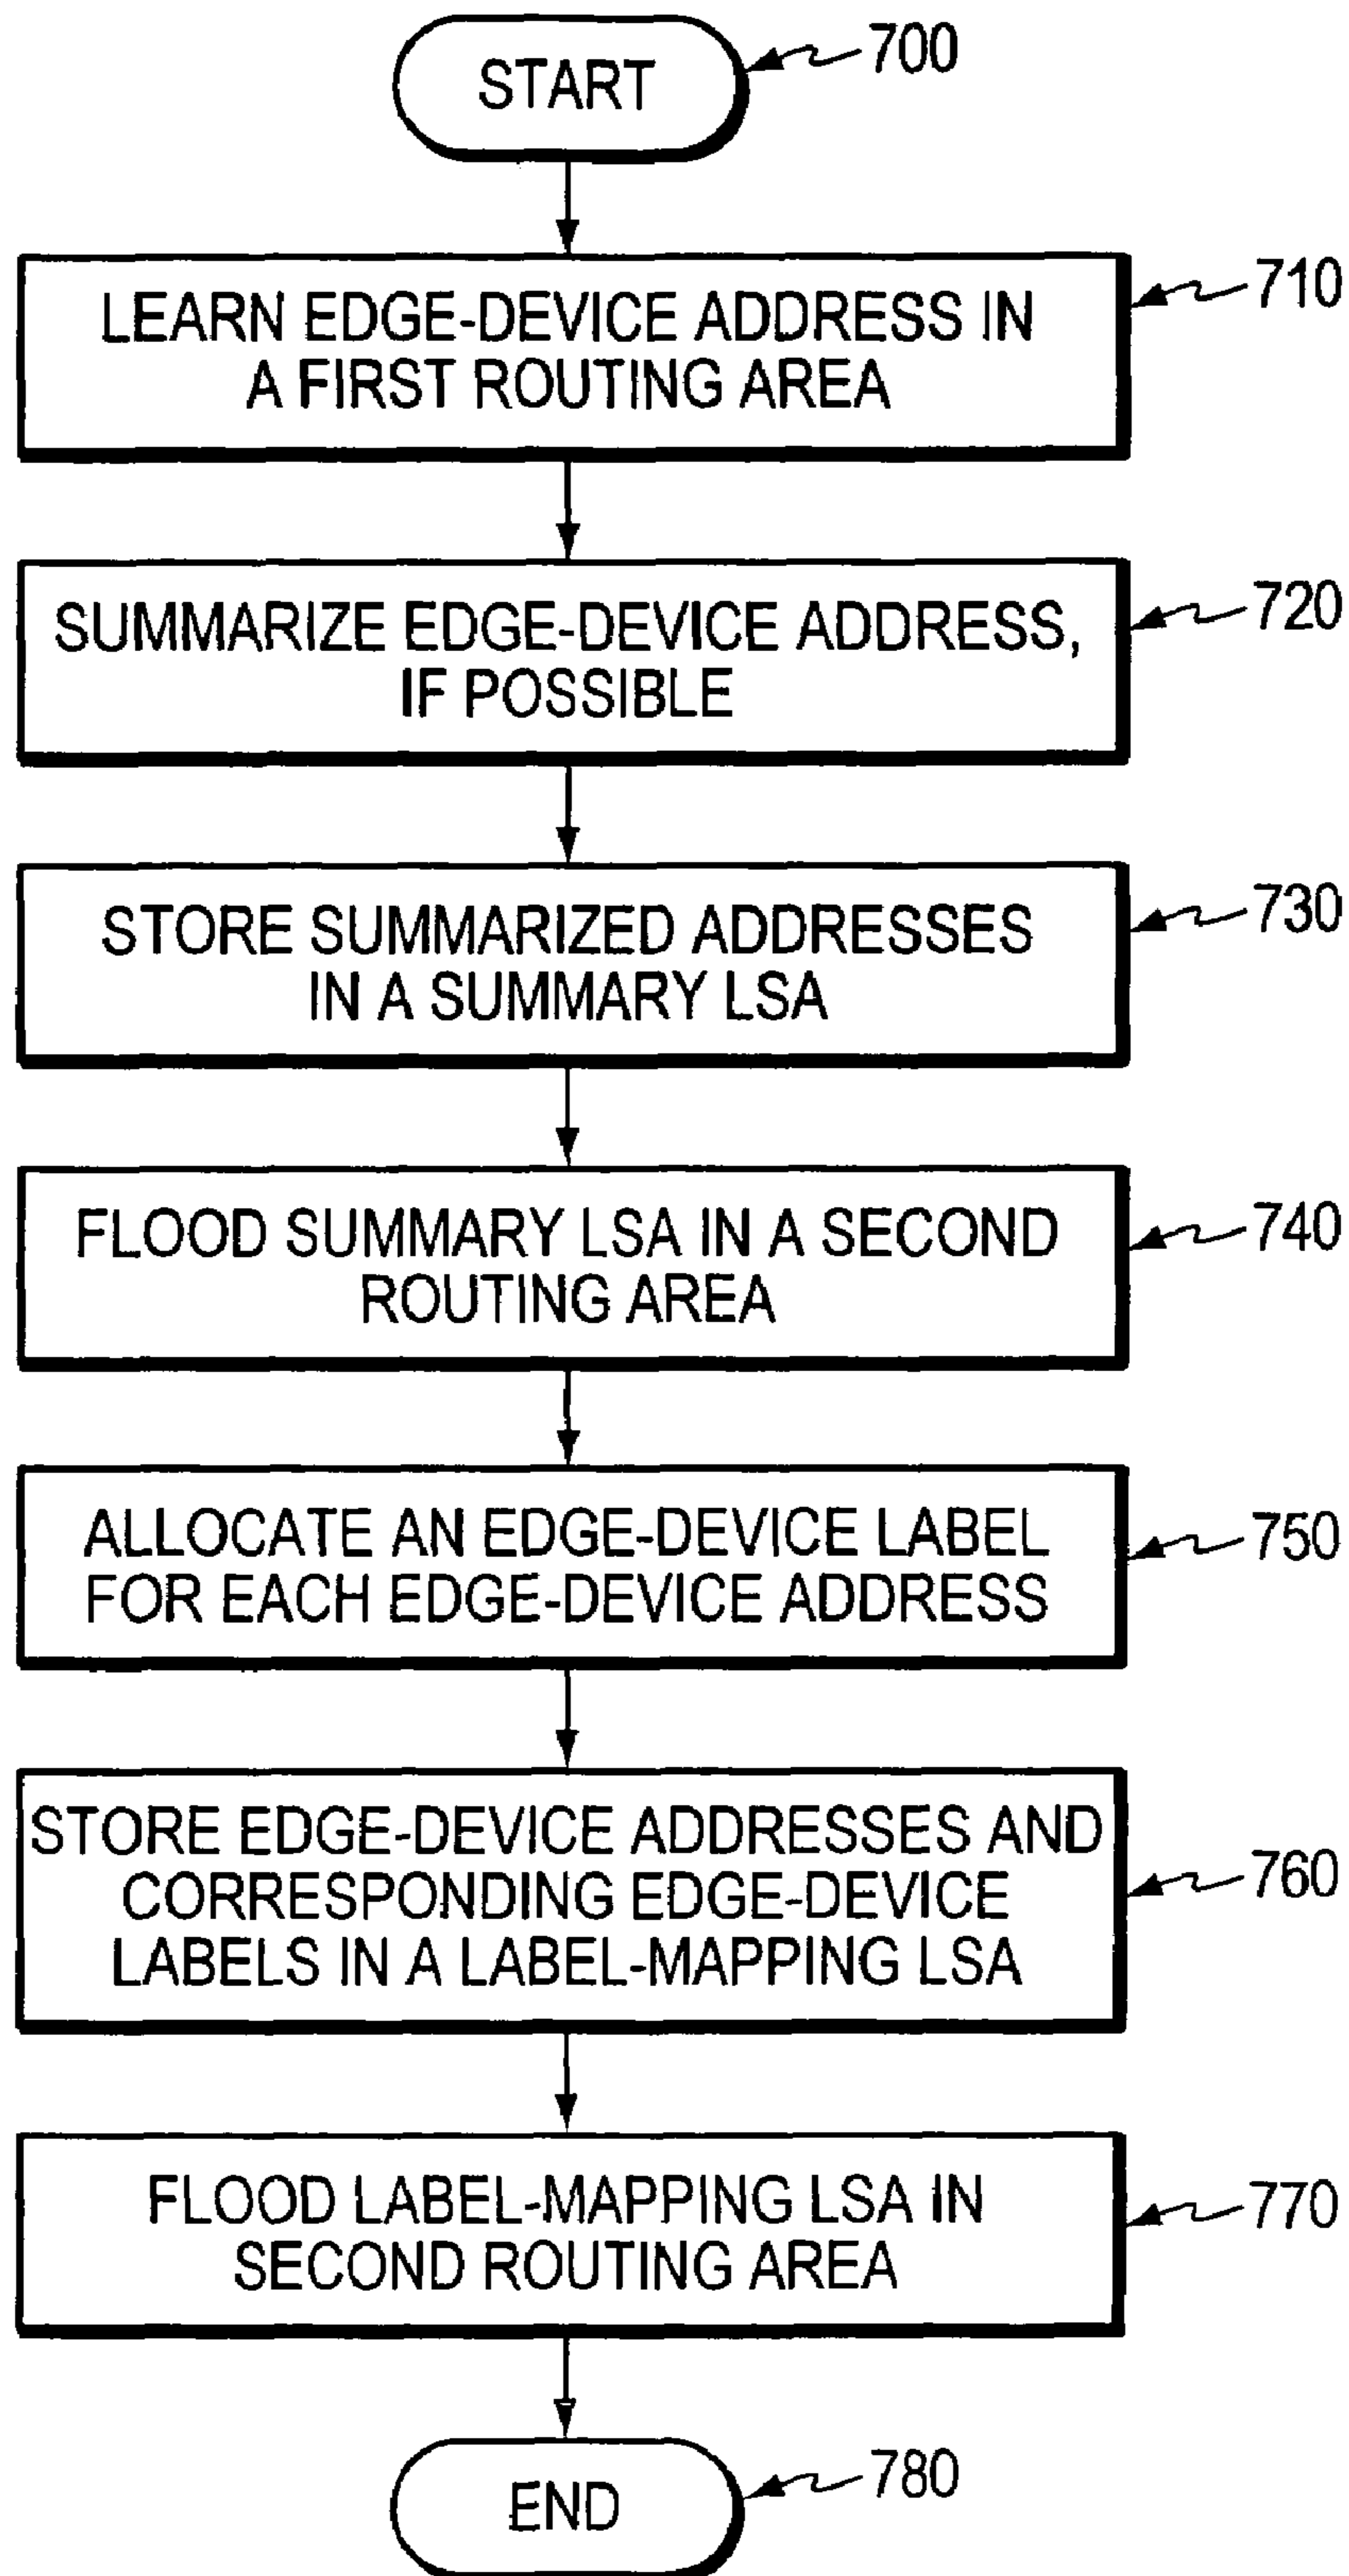 START
700
LEARN EDGE-DEVICE ADDRESS IN
A FIRST ROUTING AREA
710
SUMMARIZE EDGE-DEVICE ADDRESS,
IF POSSIBLE
720
STORE SUMMARIZED ADDRESSES
IN A SUMMARY LSA
730
FLOOD SUMMARY LSA IN A SECOND
ROUTING AREA
740
ALLOCATE AN EDGE-DEVICE LABEL
FOR EACH EDGE-DEVICE ADDRESS
750
STORE EDGE-DEVICE ADDRESSES AND
CORRESPONDING EDGE-DEVICE
LABELS IN A LABEL-MAPPING LSA
760
FLOOD LABEL-MAPPING LSA IN
SECOND ROUTING AREA
770
END
780